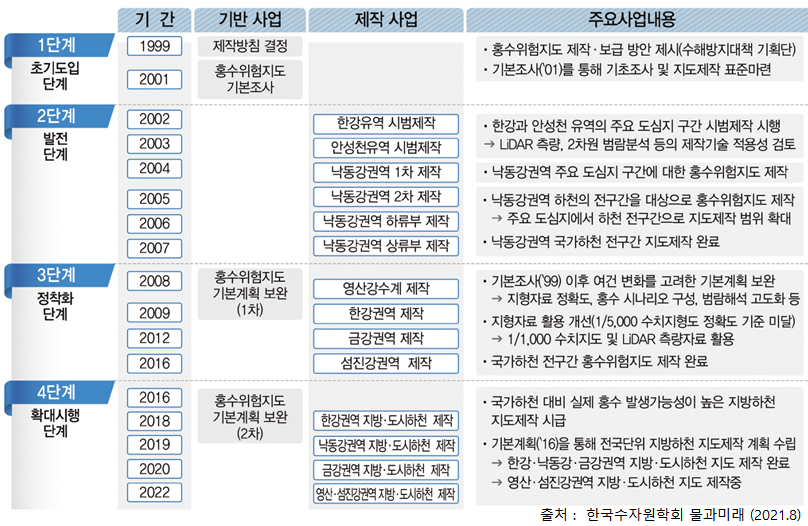 기 간 기반 사업 제작 사업 주요사업내용
1단계
초기도입
단계
1999
2001
제작방침 결정
홍수위험지도
기본조사
• 홍수위험지도 제작·보급 방안 제시(수해방지대책 기획단)
• 기본조사('01)를 통해 기초조사 및 지도제작 표준마련
2단계
발전
단계
2002
2003
2004
2005
2006
2007
한강유역 시범제작
안성천유역 시범제작
낙동강권역 1차 제작
낙동강권역 2차 제작
낙동강권역 하류부 제작
낙동강권역 상류부 제작
• 한강과 안성천 유역의 주요 도심지 구간 시범제작 시행
→ LiDAR 측량, 2차원 범람분석 등의 제작기술 적용성 검토
• 낙동강권역 주요 도심지 구간에 대한 홍수위험지도 제작
• 낙동강권역 하천의 전구간을 대상으로 홍수위험지도 제작
→ 주요 도심지에서 하천 전구간으로 지도제작 범위 확대
• 낙동강권역 국가하천 전구간 지도제작 완료
3단계
정착화
단계
2008
2009
2012
2016
홍수위험지도
기본계획 보완
(1차)
영산강수계 제작
한강권역 제작
금강권역 제작
섬진강권역 제작
• 기본조사('99) 이후 여건 변화를 고려한 기본계획 보완
→ 지형자료 정확도, 홍수 시나리오 구성, 범람해석 고도화 등
• 지형자료 활용 개선(1/5,000 수치지형도 정확도 기준 미달)
→ 1/1,000 수치지도 및 LiDAR 측량자료 활용
• 국가하천 전구간 홍수위험지도 제작 완료
4단계
확대시행
단계
2016
2018
2019
2020
2022
홍수위험지도
기본계획 보완
(2차)
한강권역 지방·도시하천 제작
낙동강권역 지방·도시하천 제작
금강권역 지방·도시하천 제작
영산·섬진강권역 지방·도시하천 제작
• 국가하천 대비 실제 홍수 발생가능성이 높은 지방하천
지도제작 시급
• 기본계획('16)을 통해 전국단위 지방하천 지도제작 계획 수립
→ 한강·낙동강·금강권역 지방·도시하천 지도 제작 완료
→ 영산·섬진강권역 지방·도시하천 지도 제작중
출처 : 한국수자원학회 물과미래 (2021.8)